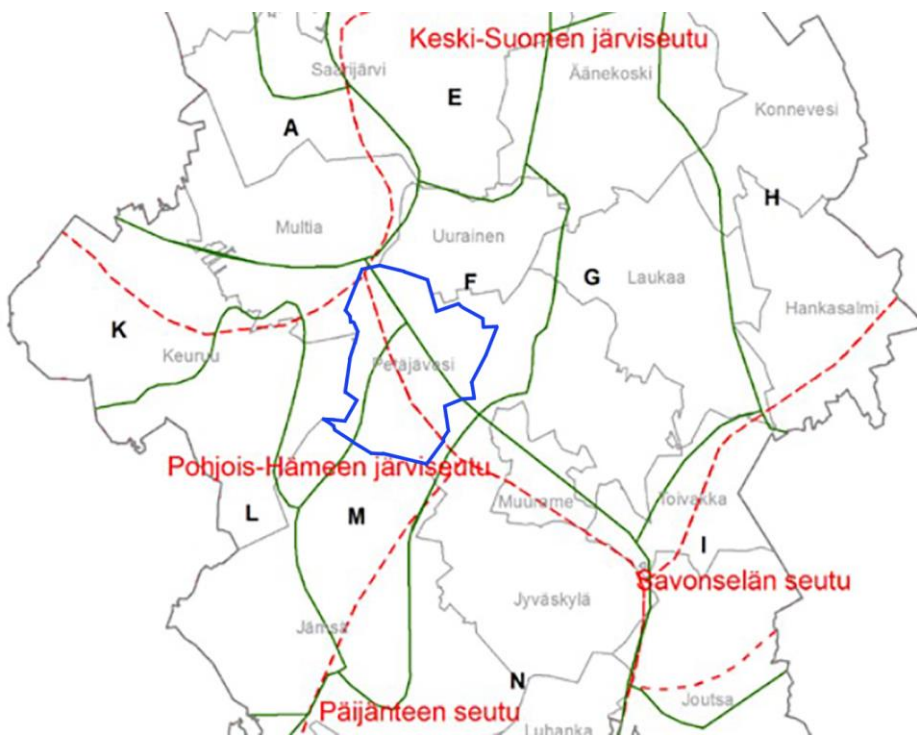 Keski-Suomen järviseutu
Saarijärvi
Äänekoski
E
Konnevesi
A
H
Multia
Uurainen
F
G
Laukaa
Hankasalmi
K
Keuruu
Petäjävesi
Pohjois-Hämeen järviseutu
Muurame
Toivakka
L
M
I
Savonselän seutu
Jyväskylä
Jämsä
N
Joutsa
Päijänteen seutu
Luhanka